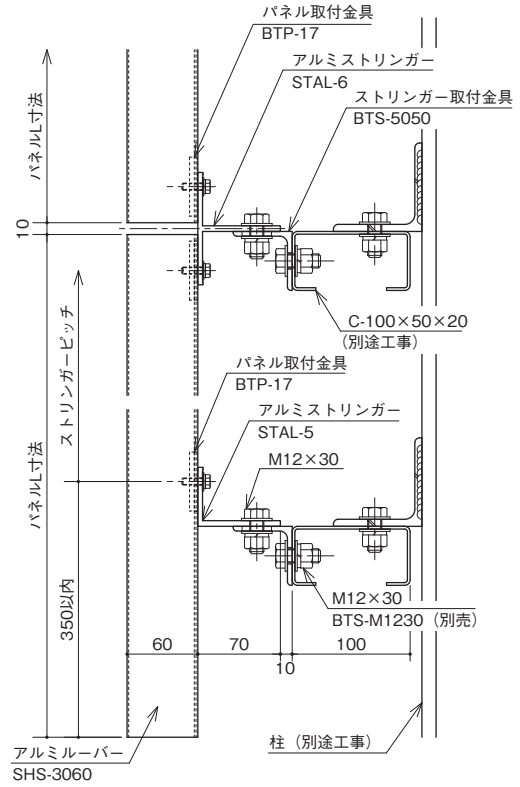 パネル取付金具
BTP-17
アルミストリンガー
STAL-6
ストリンガー取付金具
BTS-5050
パネルL寸法
10
C-100×50×20
(別途工事)
ストリンガーピッチ
パネル取付金具
BTP-17
アルミストリンガー
STAL-5
M12×30
パネルL寸法
350以内
M12×30
BTS-M1230（別売）
60
70
10
100
アルミルーバー
SHS-3060
柱（別途工事）